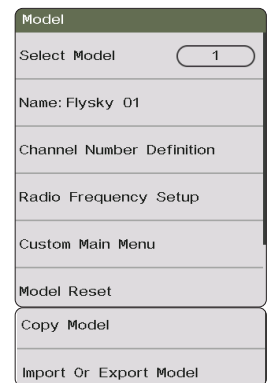 Model
Select Model 1
Name: Flysky 01
Channel Number Definition
Radio Frequency Setup
Custom Main Menu
Model Reset
Copy Model
Import Or Export Model